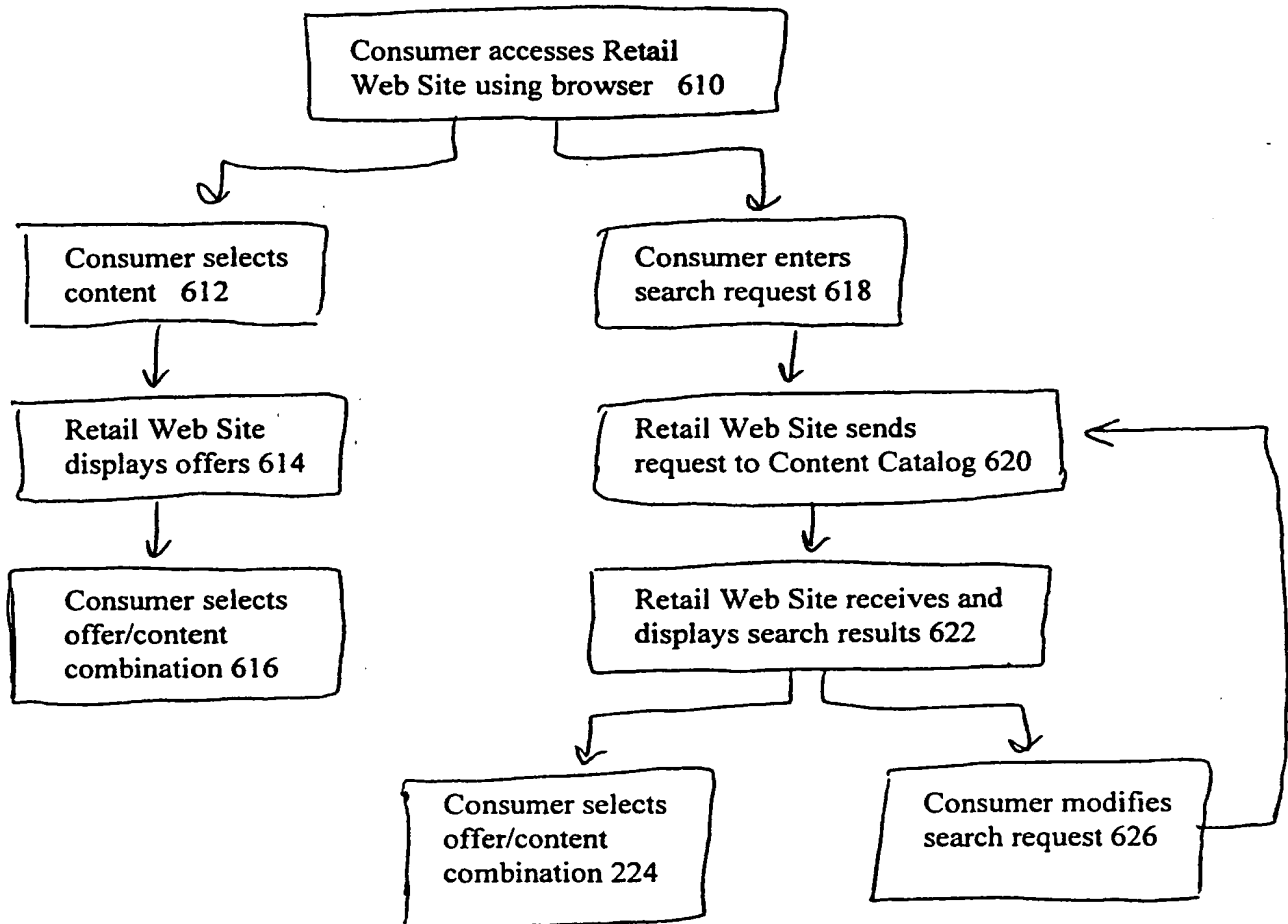 Consumer accesses Retail
Web Site using browser 610
Consumer selects
content 612
Consumer enters
search request 618
Retail Web Site
displays offers 614
Retail Web Site sends
request to Content Catalog 620
Consumer selects
offer/content
combination 616
Retail Web Site receives and
displays search results 622
Consumer selects
offer/content
combination 224
Consumer modifies
search request 626